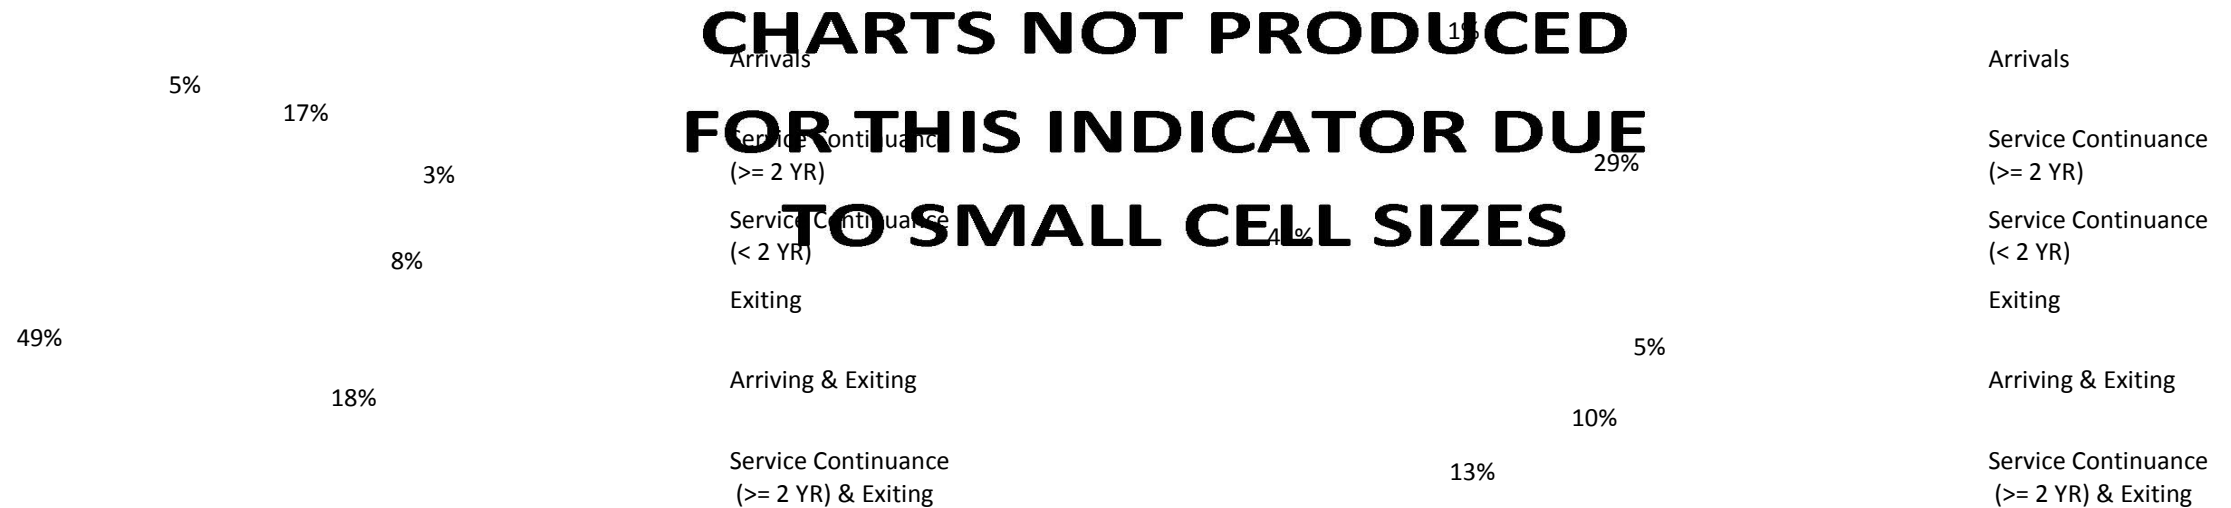 CHARTS NOT PRODUCED
FOR THIS INDICATOR DUE
TO SMALL CELL SIZES
5%
17%
3%
8%
49%
18%
Arrivals
Service Continuance
(>= 2 YR)
Service Continuance
(< 2 YR)
Exiting
Arriving & Exiting
Service Continuance
(>= 2 YR) & Exiting
1%
29%
5%
10%
13%
Arrivals
Service Continuance
(>= 2 YR)
Service Continuance
(< 2 YR)
Exiting
Arriving & Exiting
Service Continuance
(>= 2 YR) & Exiting